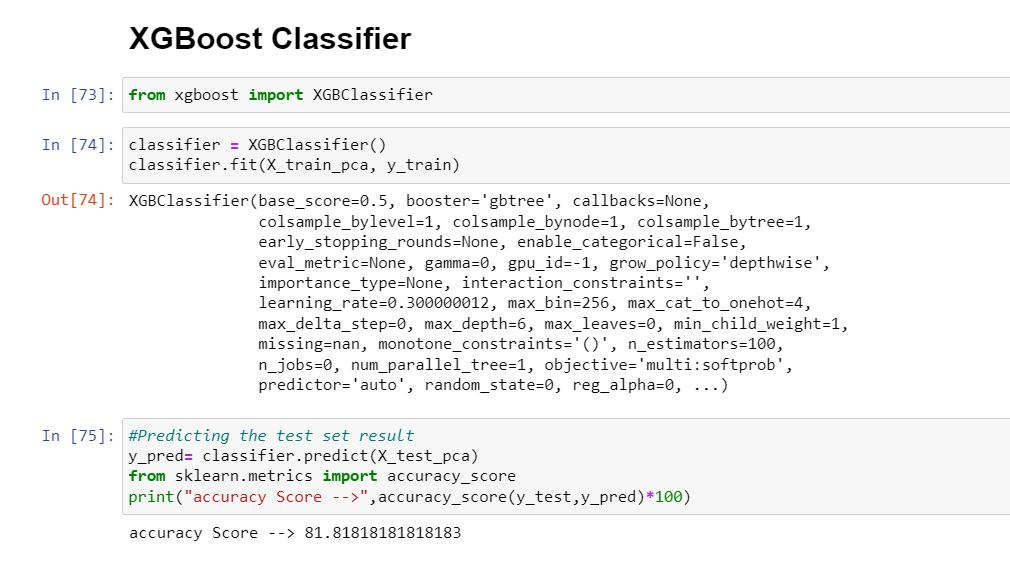 XGBoost Classifier
In [73]: from xgboost import XGBClassifier
In [74]: classifier = XGBClassifier()
classifier.fit(X_train_pca, y_train)
Out[74]: XGBClassifier(base_score=0.5, booster='gbtree', callbacks=None,
colsample_bylevel=1, colsample_bynode=1, colsample_bytree=1,
early_stopping_rounds=None, enable_categorical=False,
eval_metric=None, gamma=0, gpu_id=-1, grow_policy='depthwise',
importance_type=None, interaction_constraints='',
learning_rate=0.300000012, max_bin=256, max_cat_to_onehot=4,
max_delta_step=0, max_depth=6, max_leaves=0, min_child_weight=1,
missing=nan, monotone_constraints='()', n_estimators=100,
n_jobs=0, num_parallel_tree=1, objective='multi:softprob',
predictor='auto', random_state=0, reg_alpha=0, ...)
In [75]: #Predicting the test set result
y_pred= classifier.predict(X_test_pca)
from sklearn.metrics import accuracy_score
print("accuracy Score -->",accuracy_score(y_test,y_pred)*100)
accuracy Score --> 81.81818181818183